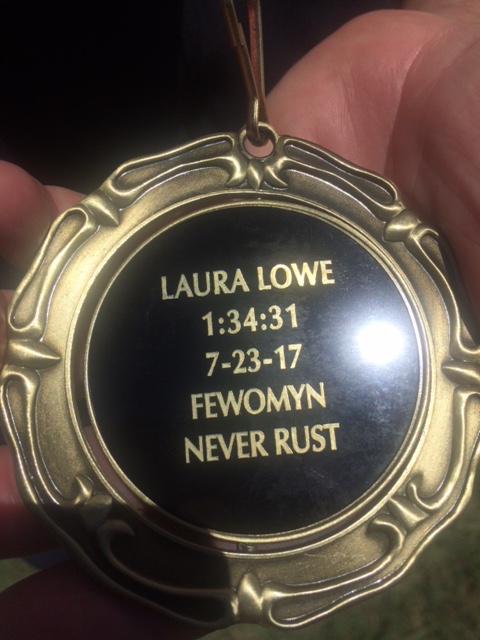 LAURA LOWE
1:34:31
7-23-17
FEWOMYN
NEVER RUST